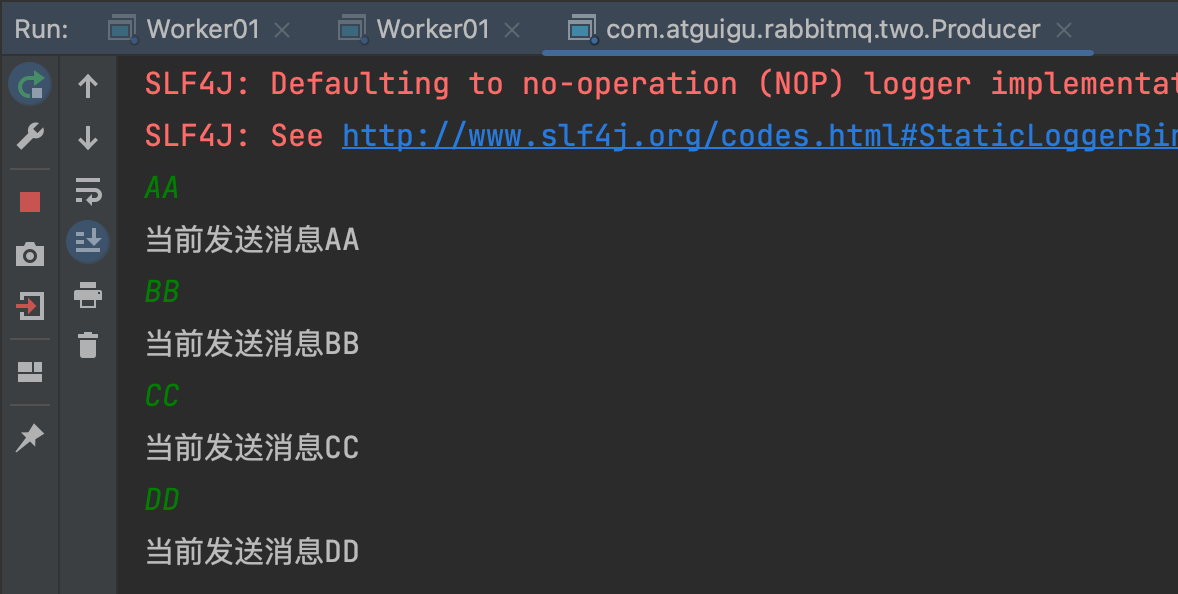 Run: Worker01 Worker01 com.atguigu.rabbitmq.two.Producer
SLF4J: Defaulting to no-operation (NOP) logger
SLF4J: See http://www.slf4j.org/codes.html#StaticLoggerBin
AA
当前发送消息AA
BB
当前发送消息BB
CC
当前发送消息CC
DD
当前发送消息DD